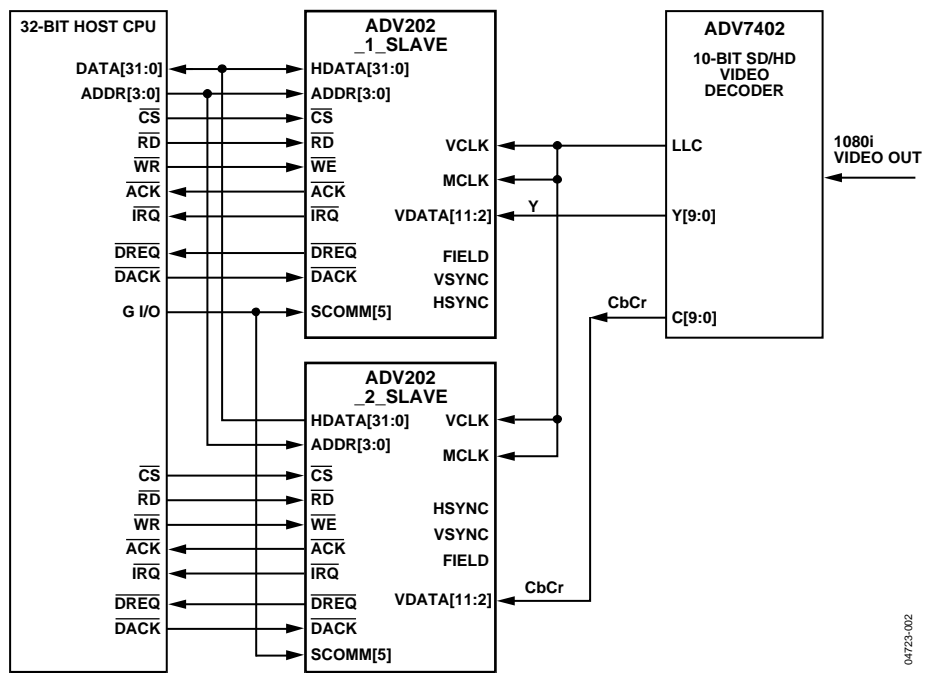 32-BIT HOST CPU
DATA[31:0]
ADDR[3:0]
CS
RD
WR
ACK
IRQ
DREQ
DACK
G I/O
CS
RD
WR
ACK
IRQ
DREQ
DACK
ADV202
_1_SLAVE
HDATA[31:0]
ADDR[3:0]
CS
RD
WE
ACK
IRQ
DREQ
DACK
SCOMM[5]
VCLK
MCLK
VDATA[11:2]
FIELD
VSYNC
HSYNC
ADV202
_2_SLAVE
HDATA[31:0]
ADDR[3:0]
CS
RD
WE
ACK
IRQ
DREQ
DACK
SCOMM[5]
VCLK
MCLK
HSYNC
VSYNC
FIELD
VDATA[11:2]
Y
CbCr
CbCr
ADV7402
10-BIT SD/HD
VIDEO
DECODER
LLC
Y[9:0]
C[9:0]
1080i
VIDEO OUT
04723-002